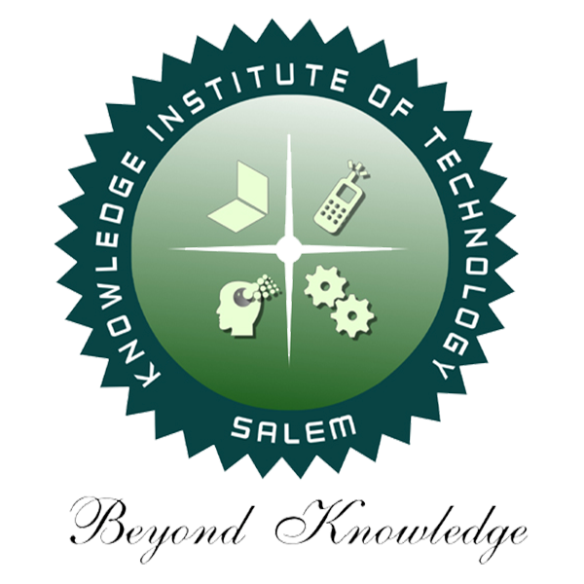 KNOWLEDGE INSTITUTE OF TECHNOLOGY
SALEM
Beyond Knowledge